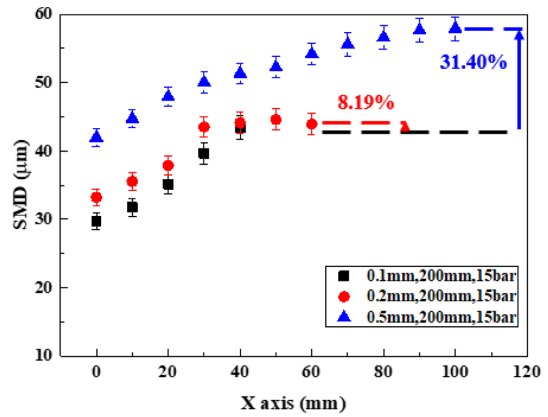 60
50
40
30
20
10
SMD (μm)
31.40%
8.19%
0.1mm,200mm,15bar
0.2mm,200mm,15bar
0.5mm,200mm,15bar
0 20 40 60 80 100 120
X axis (mm)